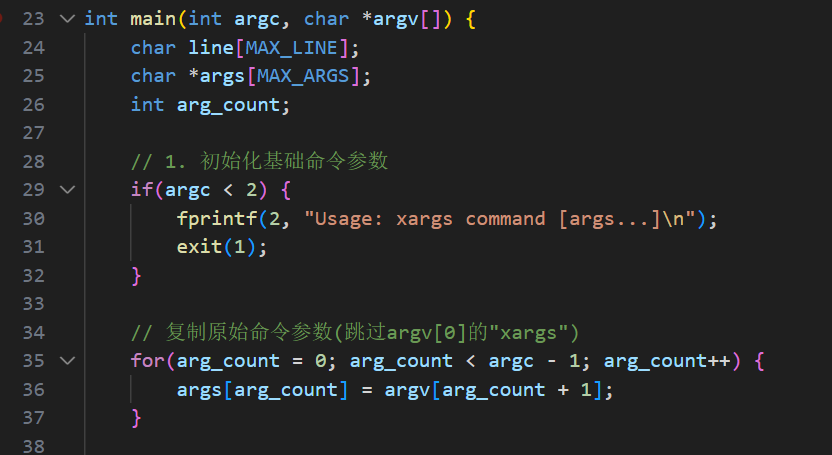 23 int main(int argc, char *argv[]) {
24 char line[MAX_LINE];
25 char *args[MAX_ARGS];
26 int arg_count;
27
28 // 1. 初始化基础命令参数
29 if(argc < 2) {
30 fprintf(2, "Usage: xargs command [args...]\n");
31 exit(1);
32 }
33
34 // 复制原始命令参数(跳过argv[0]的"xargs")
35 for(arg_count = 0; arg_count < argc - 1; arg_count++) {
36 args[arg_count] = argv[arg_count + 1];
37 }
38